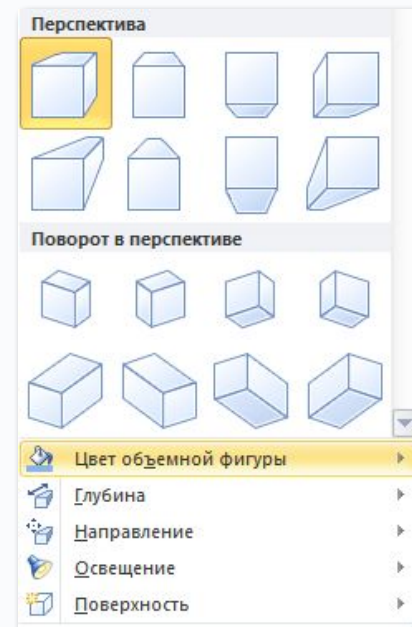 Перспектива
Поворот в перспективе
Цвет объемной фигуры
Глубина
Направление
Освещение
Поверхность